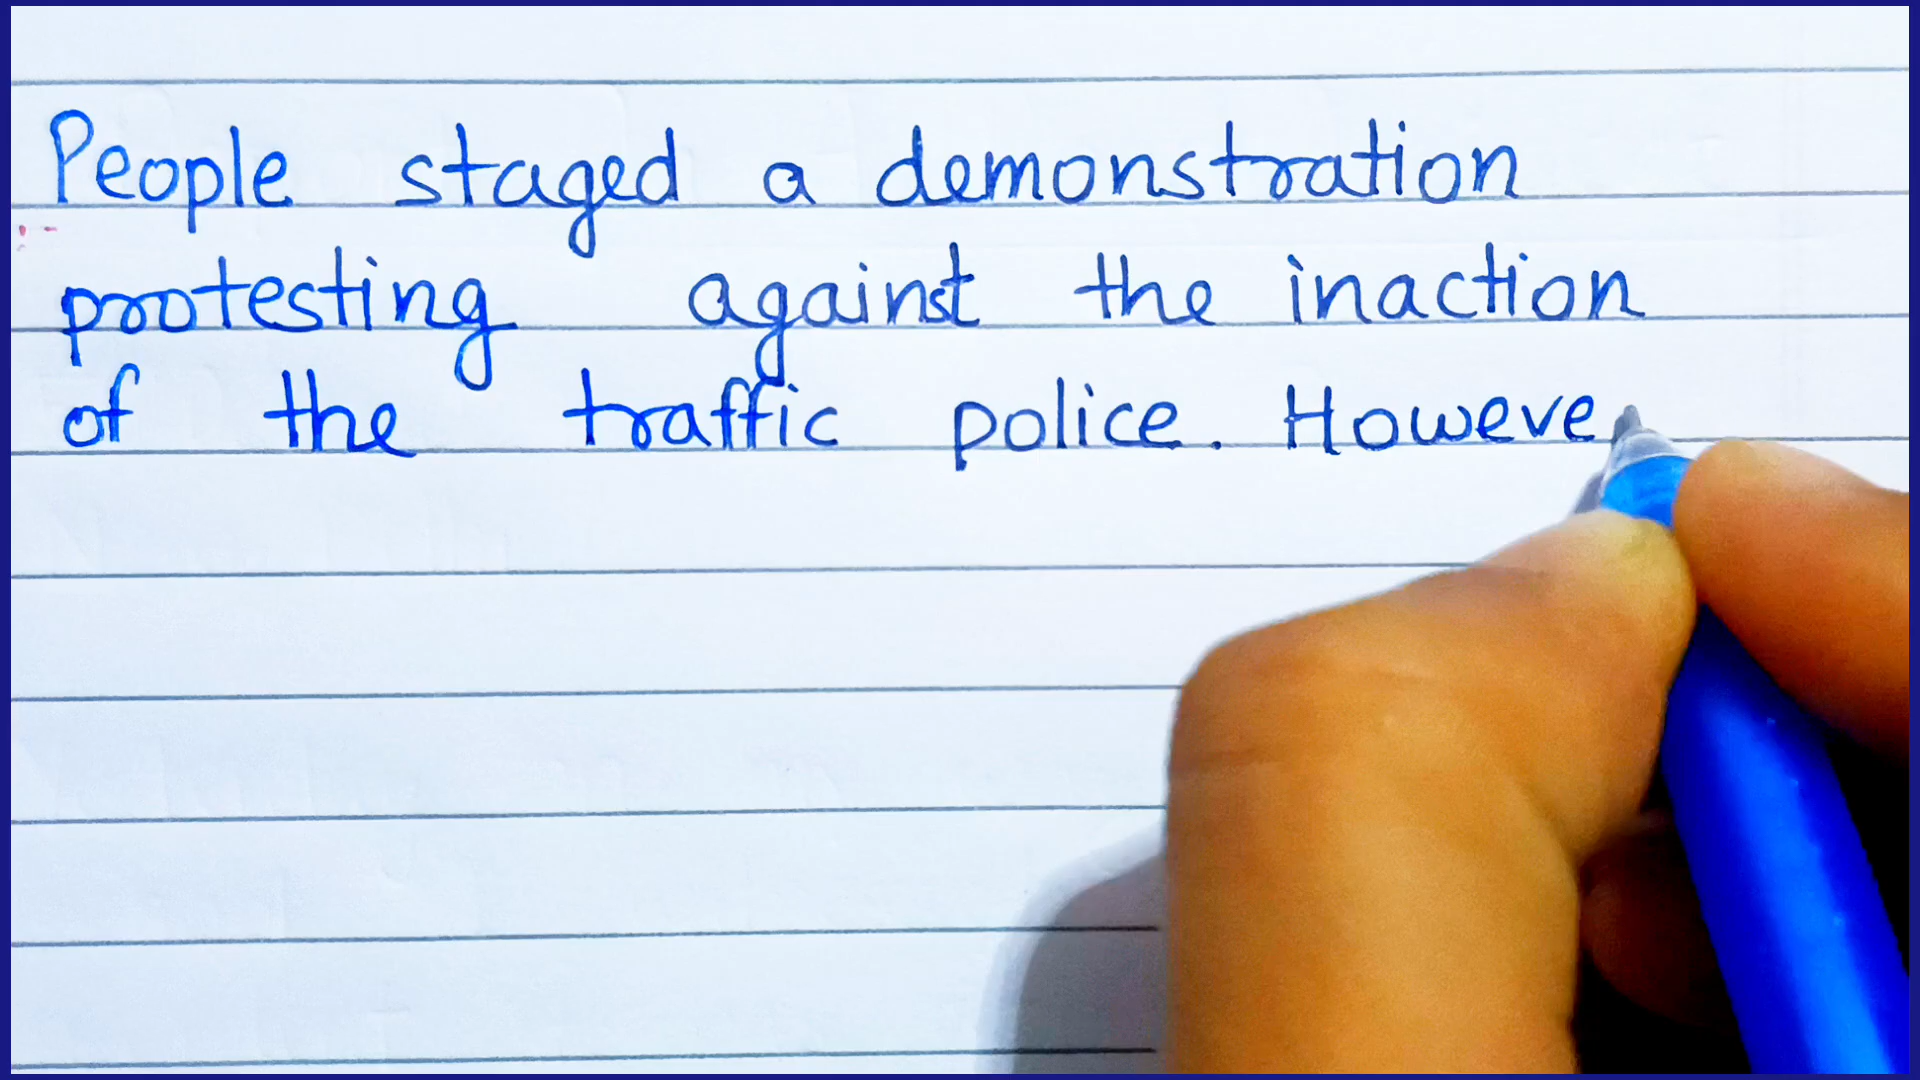 People staged a demonstration
protesting against the inaction
of the traffic police. Howeve